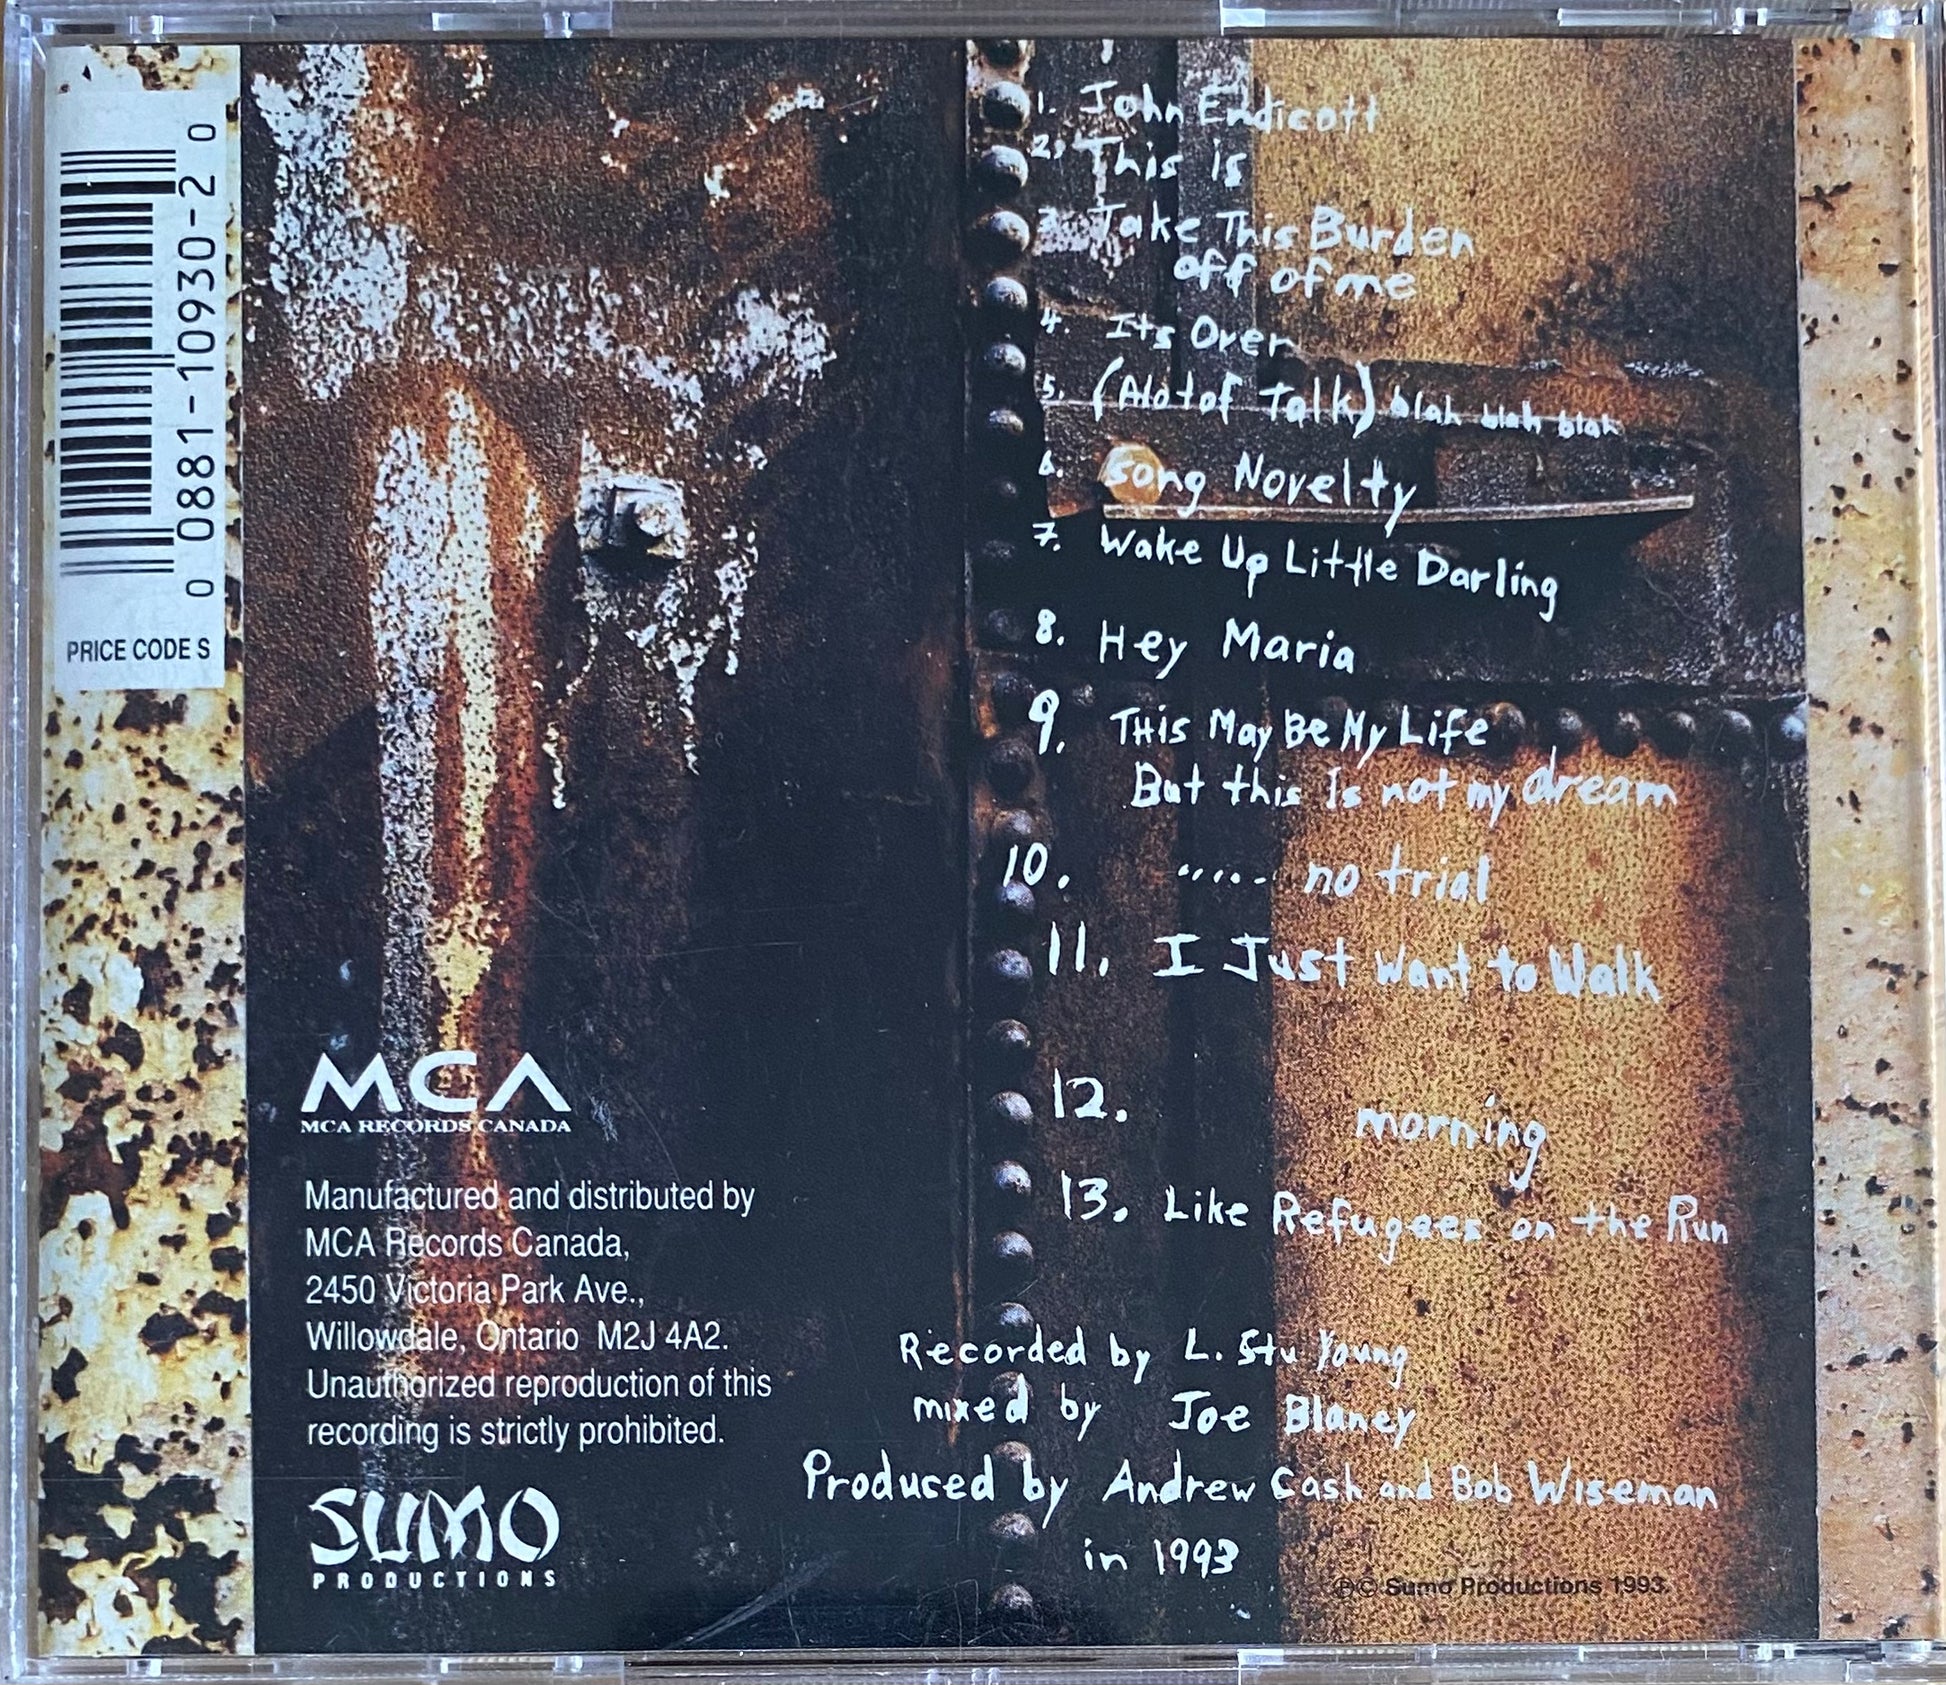 1. John Endicott
2. This is
3. Take This Burden
off of me
4. Its Over
5. (Alotof Talk) blah blah blah
6. Song Novelty
7. Wake Up Little Darling
8. Hey Maria
9. THis May Be My Life
But this Is not my dream
10. ..... no trial
11. I Just Want to Walk
12. morning
13. Like Refugees on the Run
Recorded by L. Stu Young
mixed by Joe Blaney
Produced by Andrew Cash and Bob Wiseman
in 1993
℗© Sumo Productions 1993.
0 0881-10930-2 0
PRICE CODE S
MCA
MCA RECORDS CANADA
Manufactured and distributed by
MCA Records Canada,
2450 Victoria Park Ave.,
Willowdale, Ontario M2J 4A2.
Unauthorized reproduction of this
recording is strictly prohibited.
SUMO
PRODUCTIONS